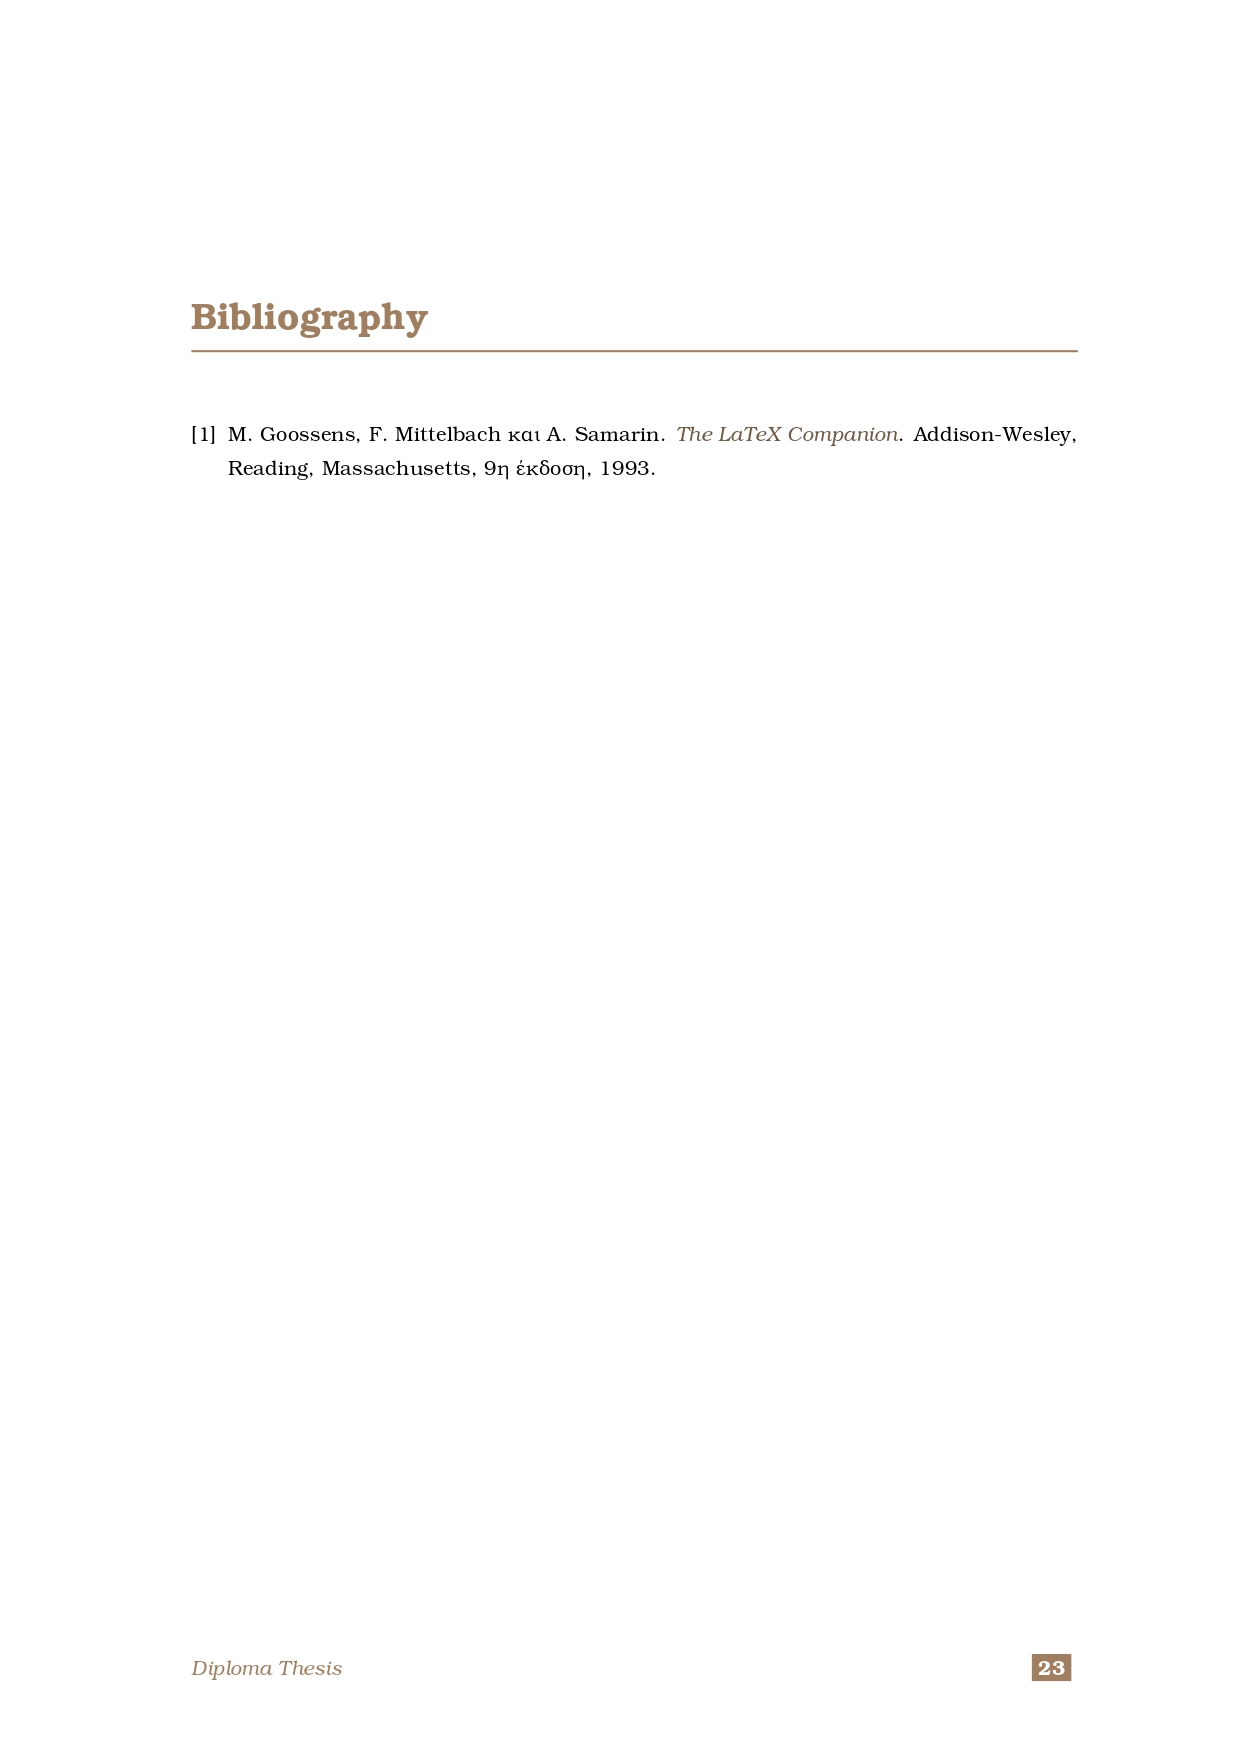 Bibliography
[1] M. Goossens, F. Mittelbach και A. Samarin. The LaTeX Companion. Addison-Wesley,
Reading, Massachusetts, 9η έκδοση, 1993.
Diploma Thesis 23